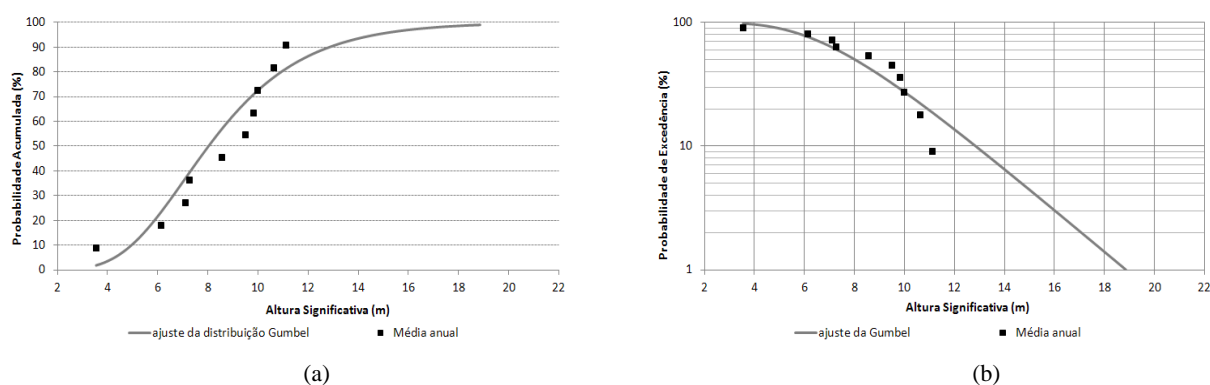 100
90
80
70
60
50
40
30
20
10
0
Probabilidade Acumulada (%)
2 4 6 8 10 12 14 16 18 20 22
Altura Significativa (m)
ajuste da distribuição Gumbel Média anual
(a)
100
10
1
Probabilidade de Excedência (%)
2 4 6 8 10 12 14 16 18 20 22
Altura Significativa (m)
ajuste da Gumbel Média anual
(b)